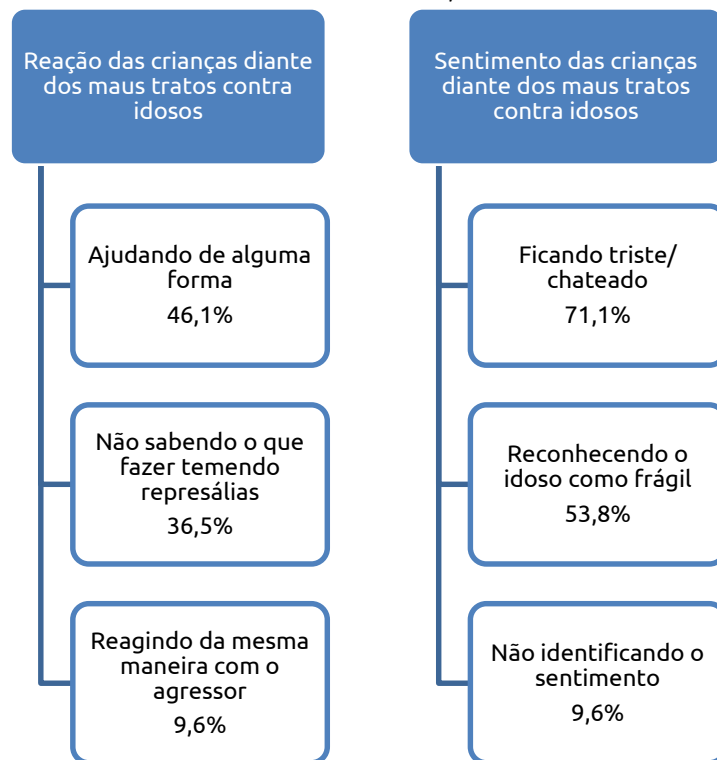 Reação das crianças diante
dos maus tratos contra
idosos
Ajudando de alguma
forma
46,1%
Não sabendo o que
fazer temendo
represálias
36,5%
Reagindo da mesma
maneira com o
agressor
9,6%
Sentimento das crianças
diante dos maus tratos
contra idosos
Ficando triste/
chateado
71,1%
Reconhecendo o
idoso como frágil
53,8%
Não identificando o
sentimento
9,6%